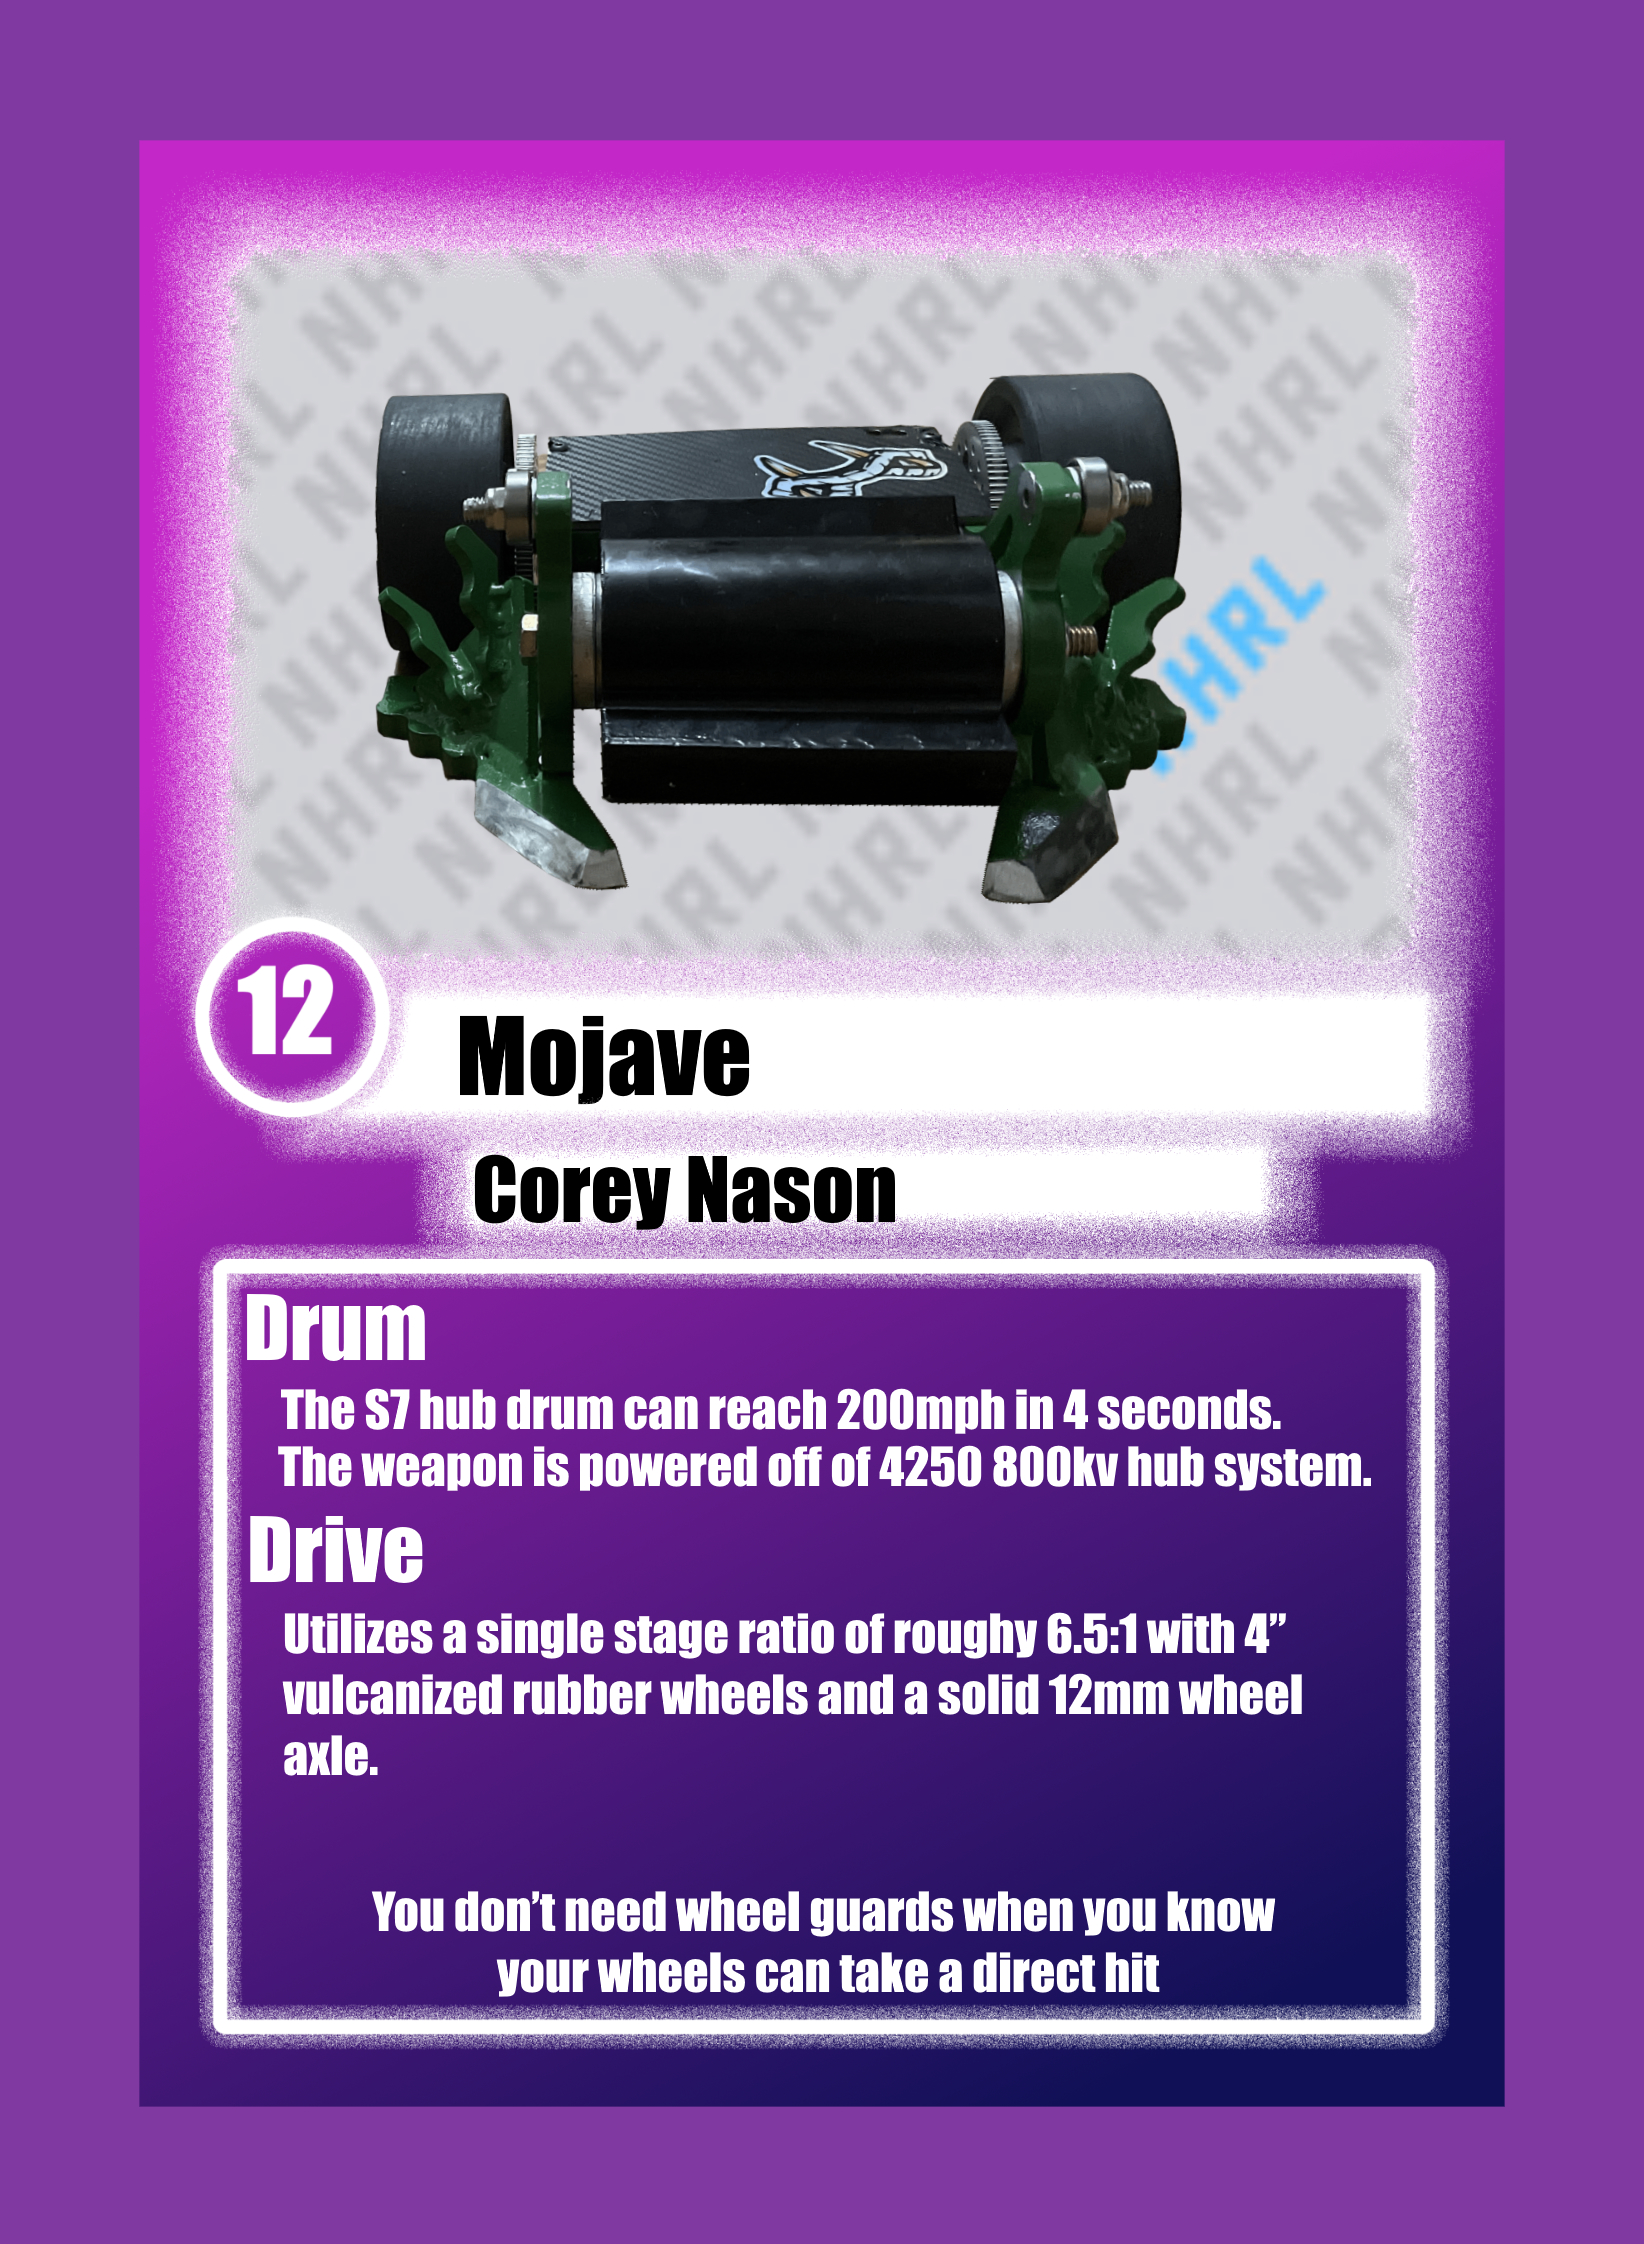 NHRL
12
Mojave
Corey Nason
Drum
The S7 hub drum can reach 200mph in 4 seconds.
The weapon is powered off of 4250 800kv hub system.
Drive
Utilizes a single stage ratio of roughy 6.5:1 with 4”
vulcanized rubber wheels and a solid 12mm wheel
axle.
You don’t need wheel guards when you know
your wheels can take a direct hit